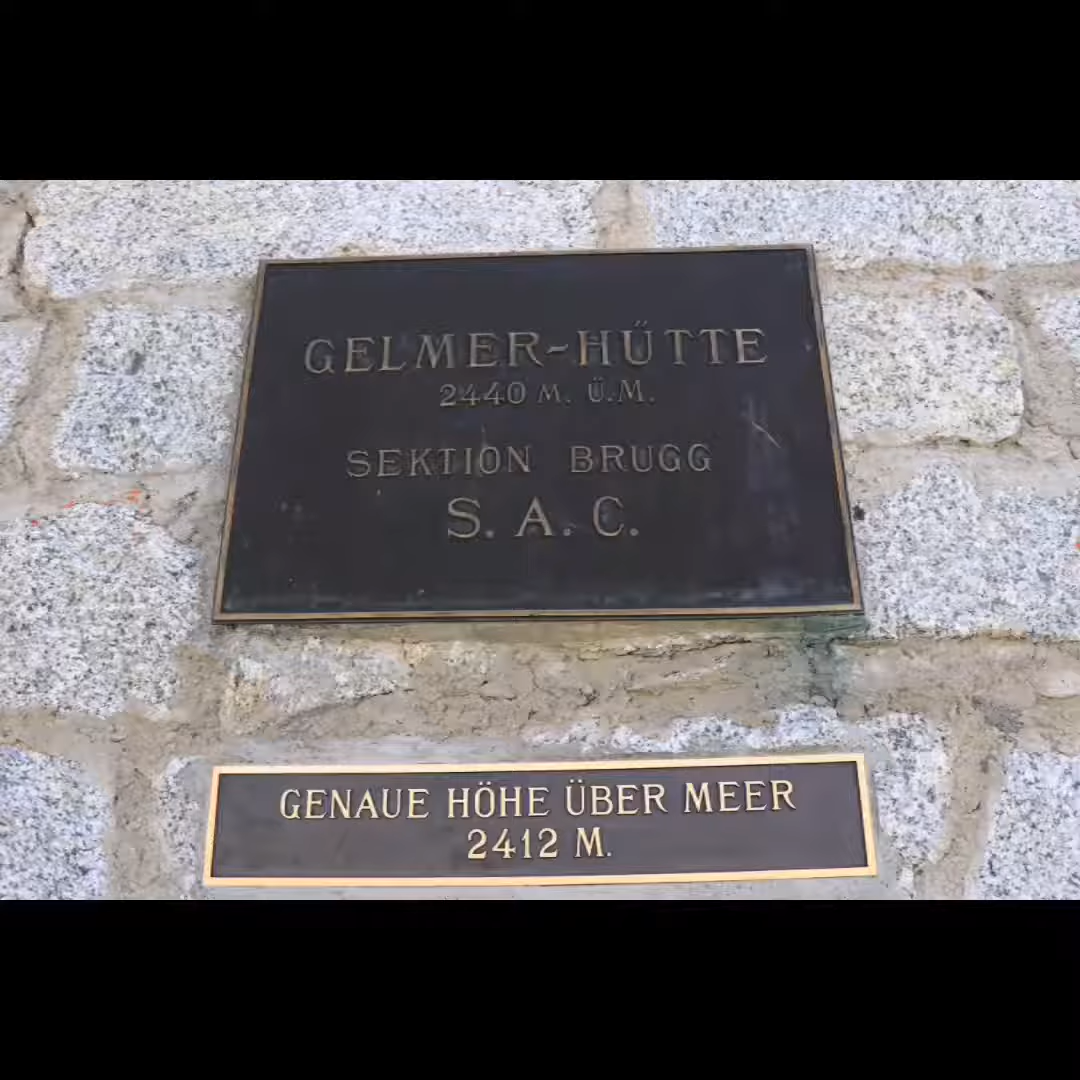 GELMER-HÜTTE
2440 M. Ü.M.
SEKTION BRUGG
S. A. C.
GENAUE HÖHE ÜBER MEER
2412 M.